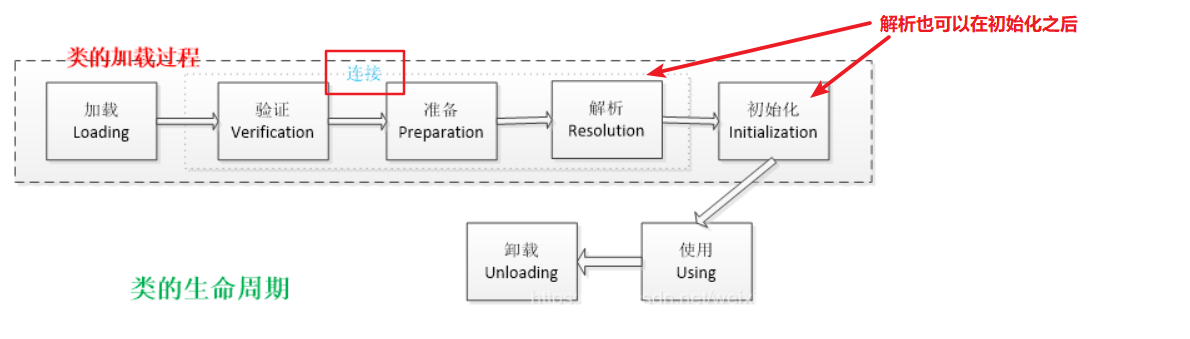 解析也可以在初始化之后
类的加载过程
连接
加载
Loading
验证
Verification
准备
Preparation
解析
Resolution
初始化
Initialization
卸载
Unloading
使用
Using
类的生命周期